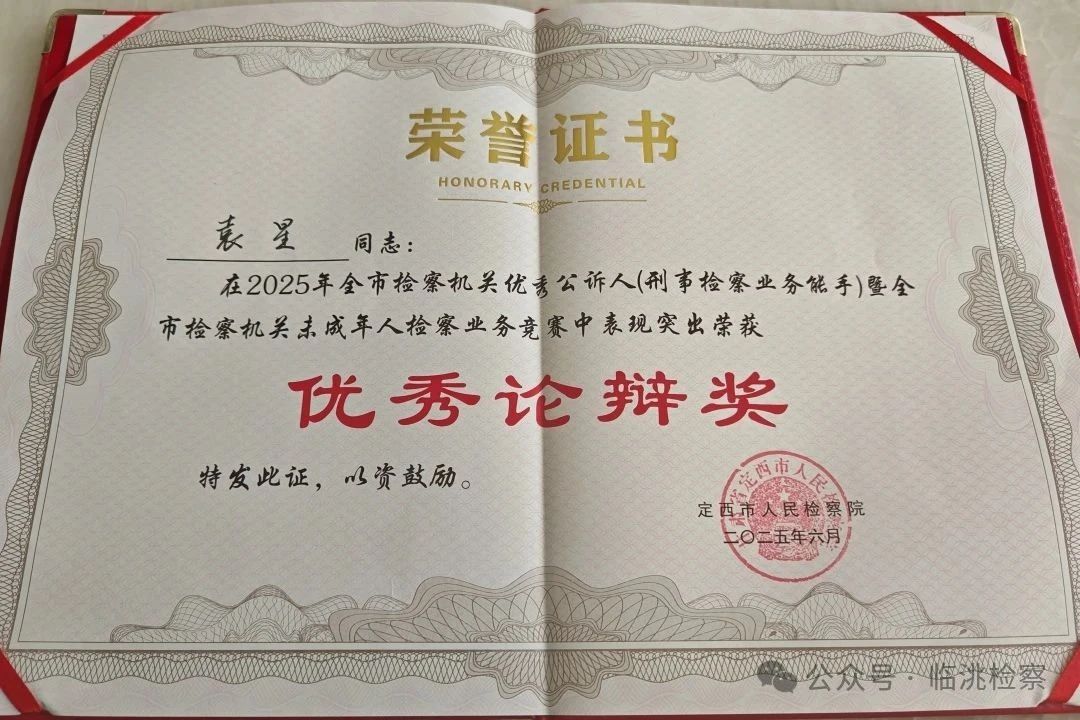 荣誉证书
HONORARY CREDENTIAL
袁星 同志：
在2025年全市检察机关优秀公诉人(刑事检察业务能手)暨全
市检察机关未成年人检察业务竞赛中表现突出荣获
优秀论辩奖
特发此证，以资鼓励。
定西市人民检察院
二〇二五年六月
公众号·临洮检察